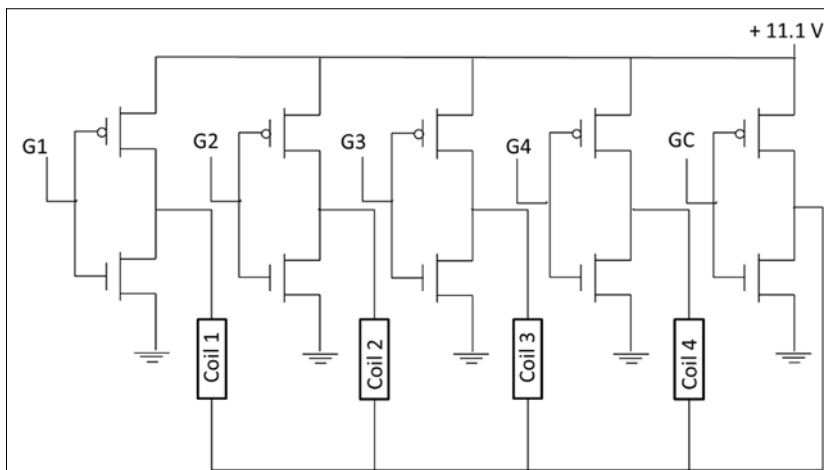 + 11.1 V
G1
G2
G3
G4
GC
Coil 1
Coil 2
Coil 3
Coil 4